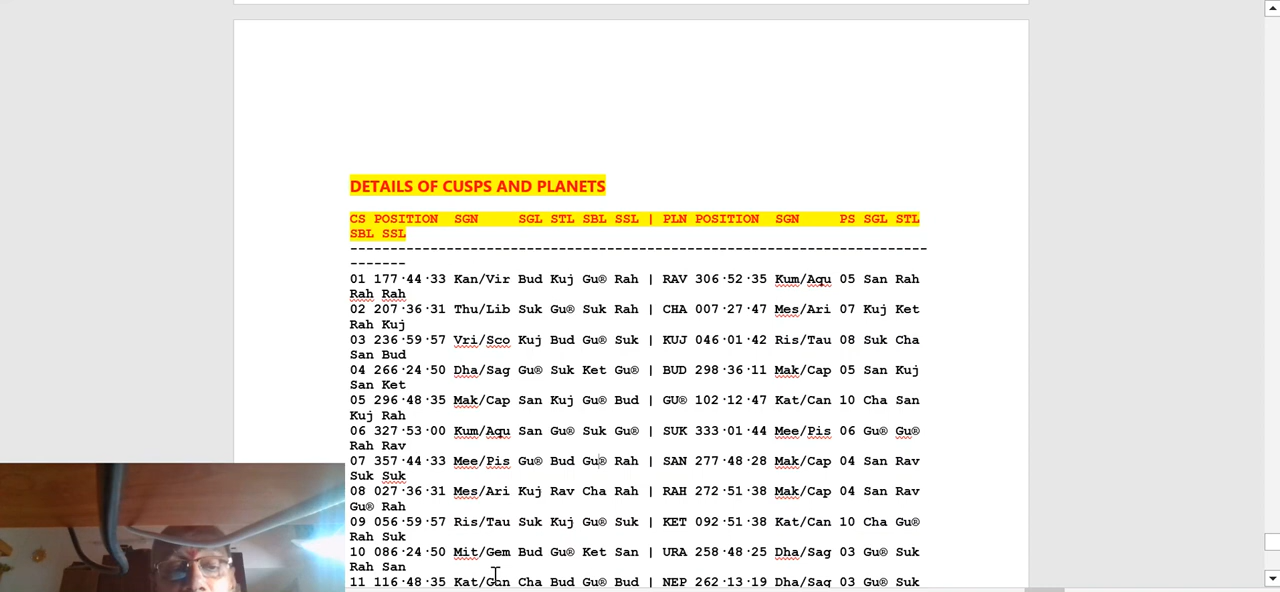 DETAILS OF CUSPS AND PLANETS
CS POSITION SGN SGL STL SBL SSL | PLN POSITION SGN PS SGL STL
SBL SSL
------------------------------------------------------------------------
-------
01 177·44·33 Kan/Vir Bud Kuj Gu® Rah | RAV 306·52·35 Kum/Aqu 05 San Rah
Rah Rah
02 207·36·31 Thu/Lib Suk Gu® Suk Rah | CHA 007·27·47 Mes/Ari 07 Kuj Ket
Rah Kuj
03 236·59·57 Vri/Sco Kuj Bud Gu® Suk | KUJ 046·01·42 Ris/Tau 08 Suk Cha
San Bud
04 266·24·50 Dha/Sag Gu® Suk Ket Gu® | BUD 298·36·11 Mak/Cap 05 San Kuj
San Ket
05 296·48·35 Mak/Cap San Kuj Gu® Bud | GU® 102·12·47 Kat/Can 10 Cha San
Kuj Rah
06 327·53·00 Kum/Aqu San Gu® Suk Gu® | SUK 333·01·44 Mee/Pis 06 Gu® Gu®
Rah Rav
07 357·44·33 Mee/Pis Gu® Bud Gu® Rah | SAN 277·48·28 Mak/Cap 04 San Rav
Suk Suk
08 027·36·31 Mes/Ari Kuj Rav Cha Rah | RAH 272·51·38 Mak/Cap 04 San Rav
Gu® Rah
09 056·59·57 Ris/Tau Suk Kuj Gu® Suk | KET 092·51·38 Kat/Can 10 Cha Gu®
Rah Suk
10 086·24·50 Mit/Gem Bud Gu® Ket San | URA 258·48·25 Dha/Sag 03 Gu® Suk
Rah San
11 116·48·35 Kat/Can Cha Bud Gu® Bud | NEP 262·13·19 Dha/Sag 03 Gu® Suk